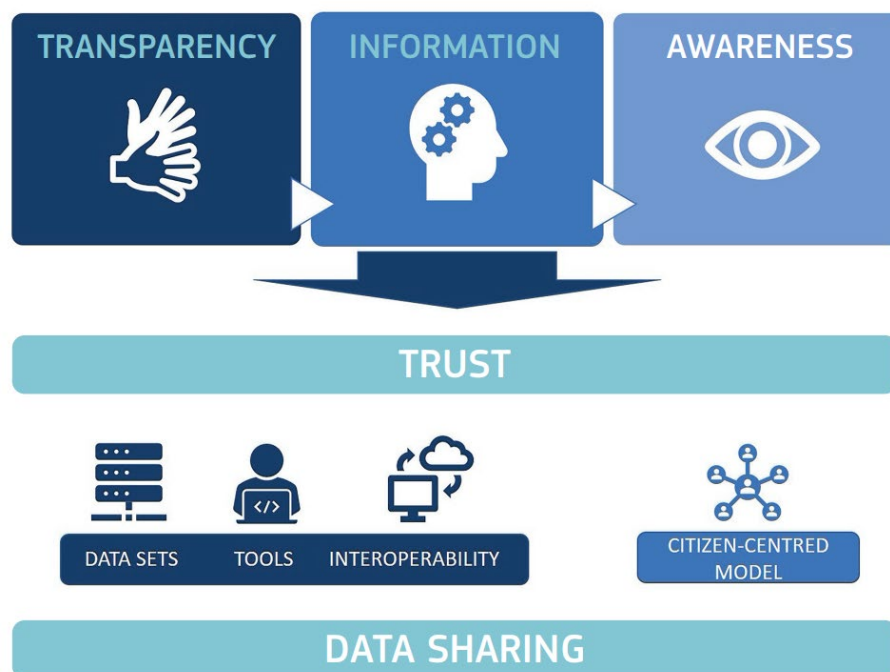 TRANSPARENCY
INFORMATION
AWARENESS
TRUST
</>
DATA SETS
TOOLS
INTEROPERABILITY
CITIZEN-CENTRED
MODEL
DATA SHARING